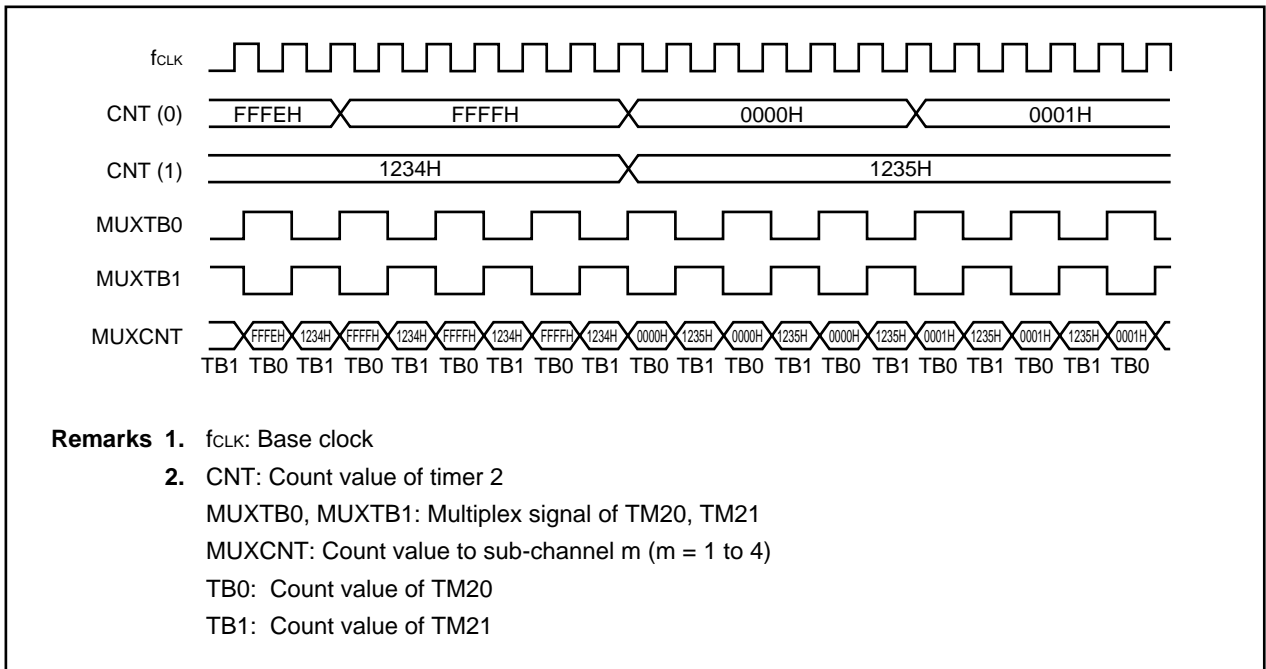 fCLK
CNT (0) FFFEH FFFFH 0000H 0001H
CNT (1) 1234H 1235H
MUXTB0
MUXTB1
MUXCNT FFFEH 1234H FFFFH 1234H FFFFH 1234H FFFFH 1234H 0000H 1235H 0000H 1235H 0000H 1235H 0001H 1235H 0001H 1235H 0001H
TB1 TB0 TB1 TB0 TB1 TB0 TB1 TB0 TB1 TB0 TB1 TB0 TB1 TB0 TB1 TB0 TB1 TB0 TB1 TB0
Remarks 1. fCLK: Base clock
2. CNT: Count value of timer 2
MUXTB0, MUXTB1: Multiplex signal of TM20, TM21
MUXCNT: Count value to sub-channel m (m = 1 to 4)
TB0: Count value of TM20
TB1: Count value of TM21